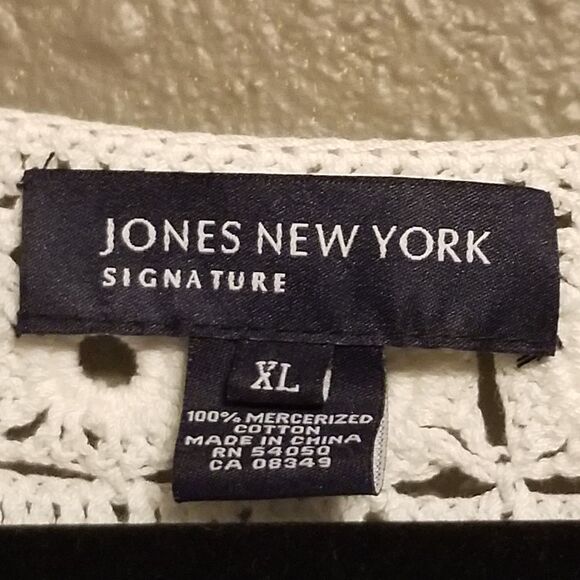 JONES NEW YORK
SIGNATURE
XL
100% MERCERIZED
COTTON
MADE IN CHINA
RN 54050
CA 08349